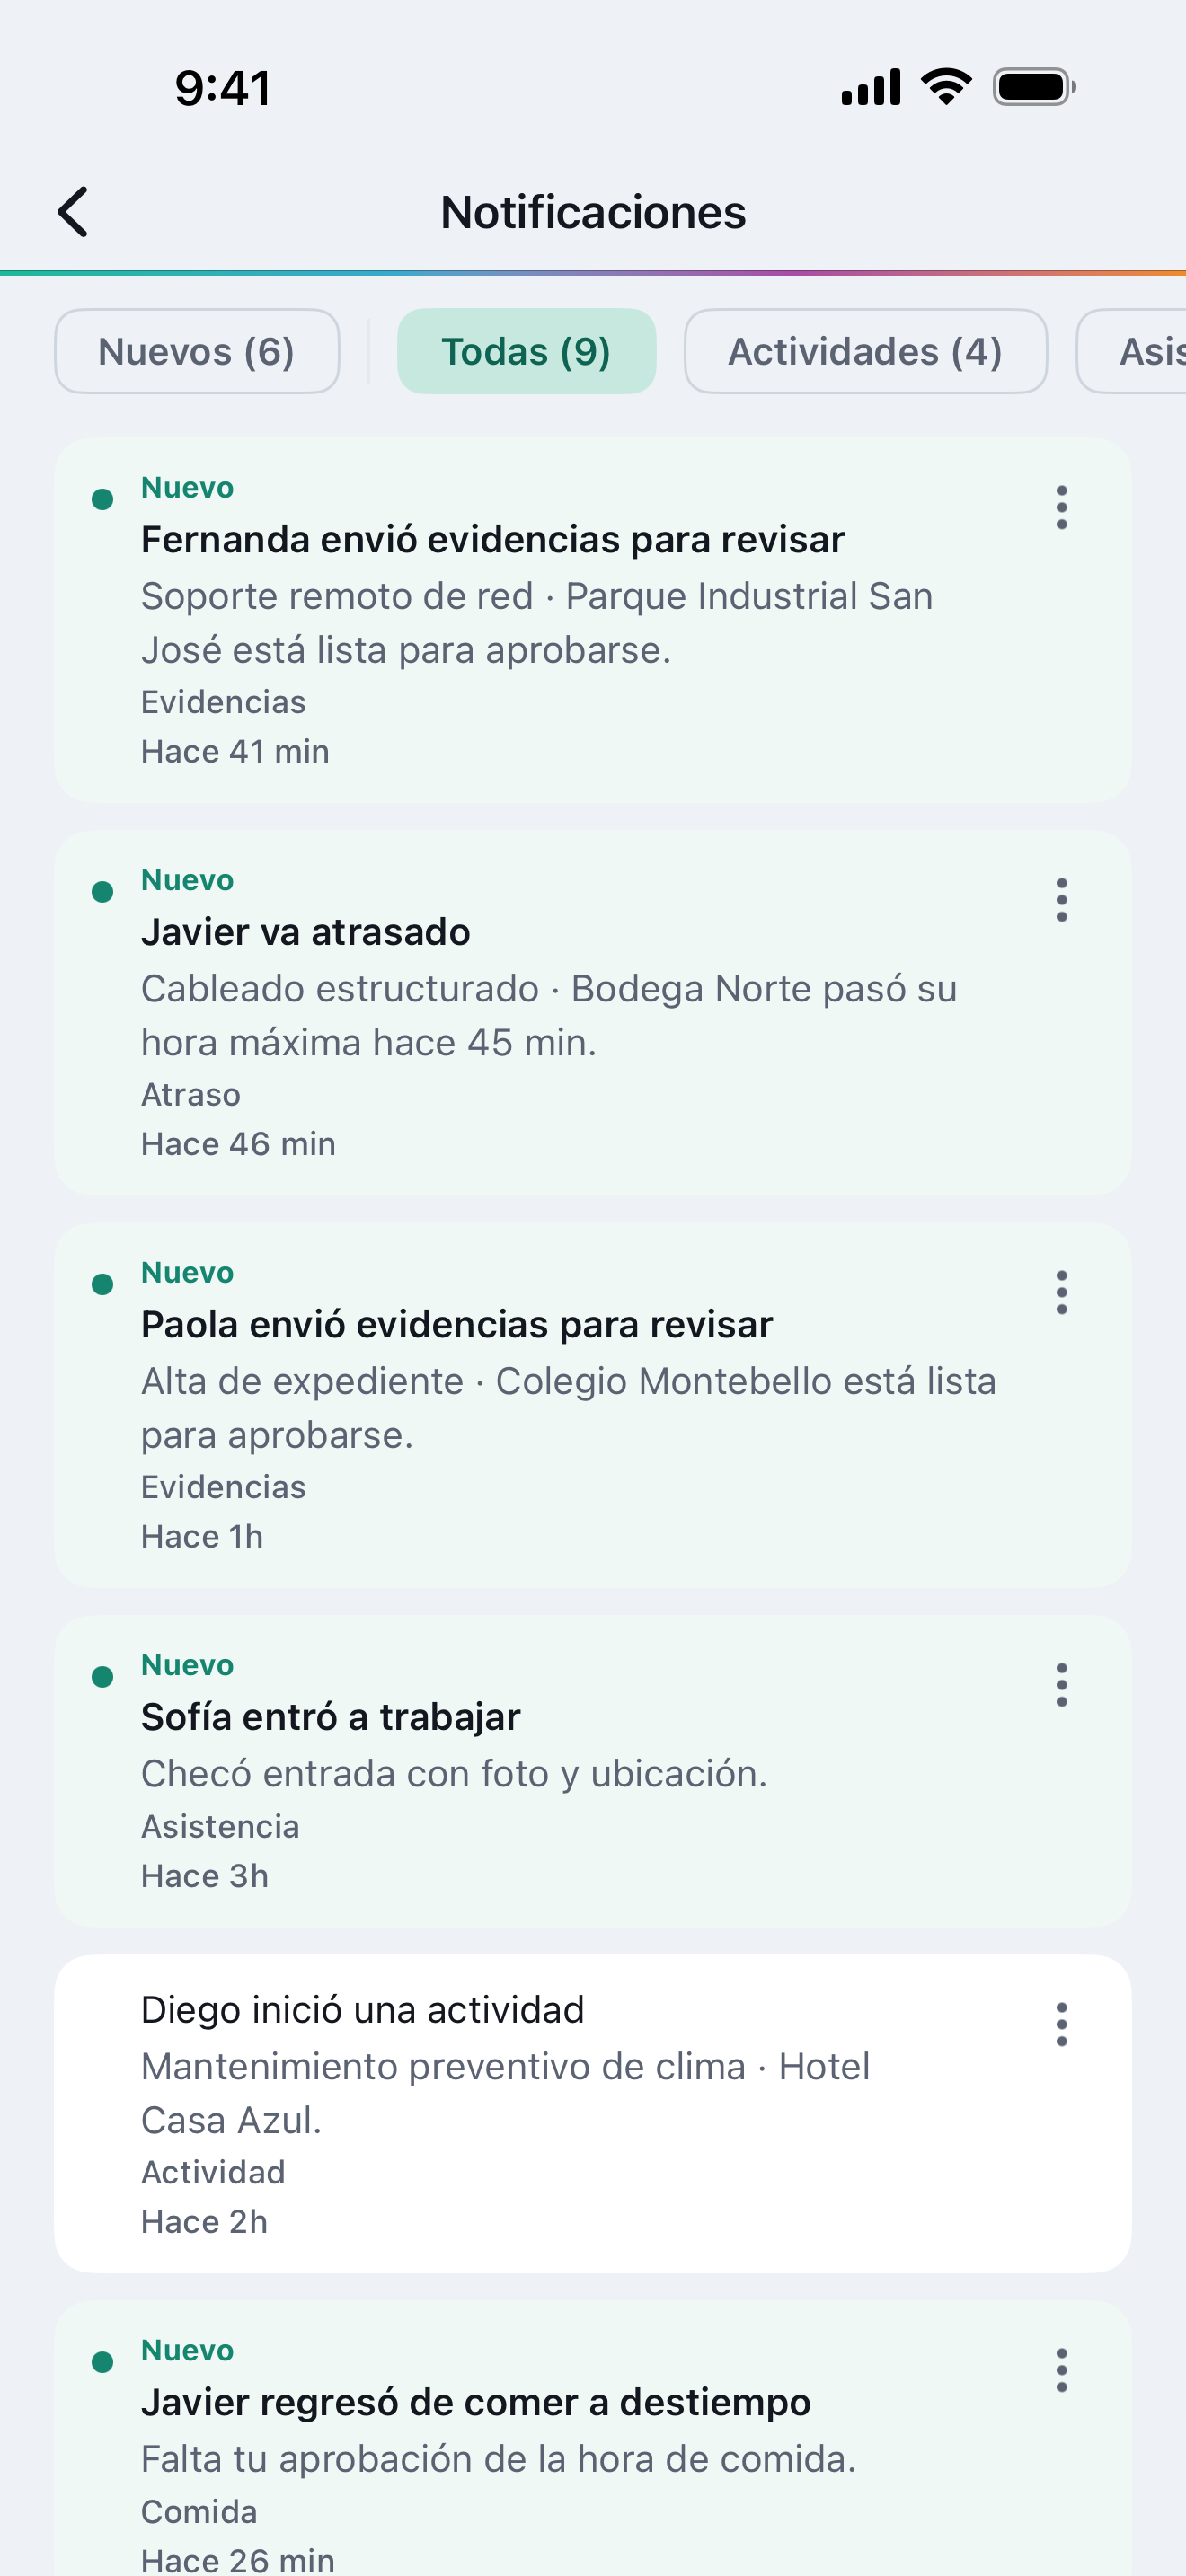 9:41
Notificaciones
Nuevos (6)
Todas (9)
Actividades (4)
Asis
Nuevo
Fernanda envió evidencias para revisar
Soporte remoto de red · Parque Industrial San
José está lista para aprobarse.
Evidencias
Hace 41 min
Nuevo
Javier va atrasado
Cableado estructurado · Bodega Norte pasó su
hora máxima hace 45 min.
Atraso
Hace 46 min
Nuevo
Paola envió evidencias para revisar
Alta de expediente · Colegio Montebello está lista
para aprobarse.
Evidencias
Hace 1h
Nuevo
Sofía entró a trabajar
Checó entrada con foto y ubicación.
Asistencia
Hace 3h
Diego inició una actividad
Mantenimiento preventivo de clima · Hotel
Casa Azul.
Actividad
Hace 2h
Nuevo
Javier regresó de comer a destiempo
Falta tu aprobación de la hora de comida.
Comida
Hace 26 min